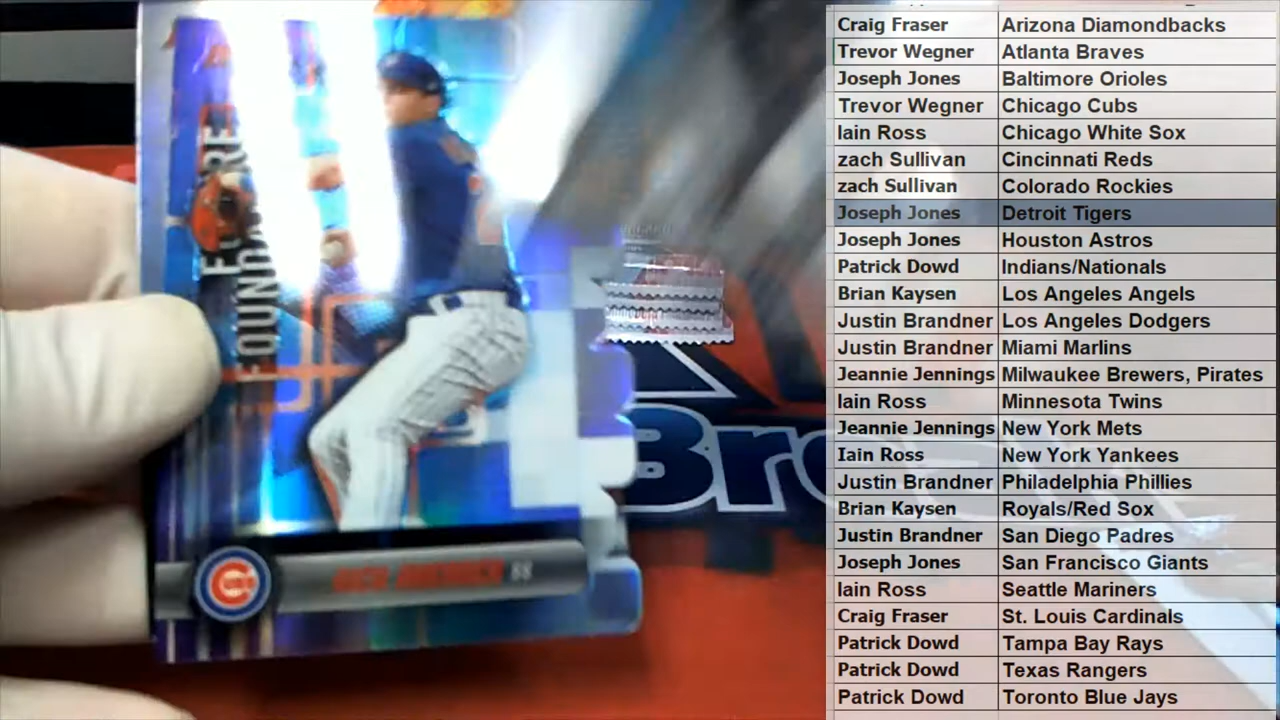 FUTURE
FOUNDATION
SS
Bre
Craig Fraser Arizona Diamondbacks
Trevor Wegner Atlanta Braves
Joseph Jones Baltimore Orioles
Trevor Wegner Chicago Cubs
Iain Ross Chicago White Sox
zach Sullivan Cincinnati Reds
zach Sullivan Colorado Rockies
Joseph Jones Detroit Tigers
Joseph Jones Houston Astros
Patrick Dowd Indians/Nationals
Brian Kaysen Los Angeles Angels
Justin Brandner Los Angeles Dodgers
Justin Brandner Miami Marlins
Jeannie Jennings Milwaukee Brewers, Pirates
Iain Ross Minnesota Twins
Jeannie Jennings New York Mets
Iain Ross New York Yankees
Justin Brandner Philadelphia Phillies
Brian Kaysen Royals/Red Sox
Justin Brandner San Diego Padres
Joseph Jones San Francisco Giants
Iain Ross Seattle Mariners
Craig Fraser St. Louis Cardinals
Patrick Dowd Tampa Bay Rays
Patrick Dowd Texas Rangers
Patrick Dowd Toronto Blue Jays